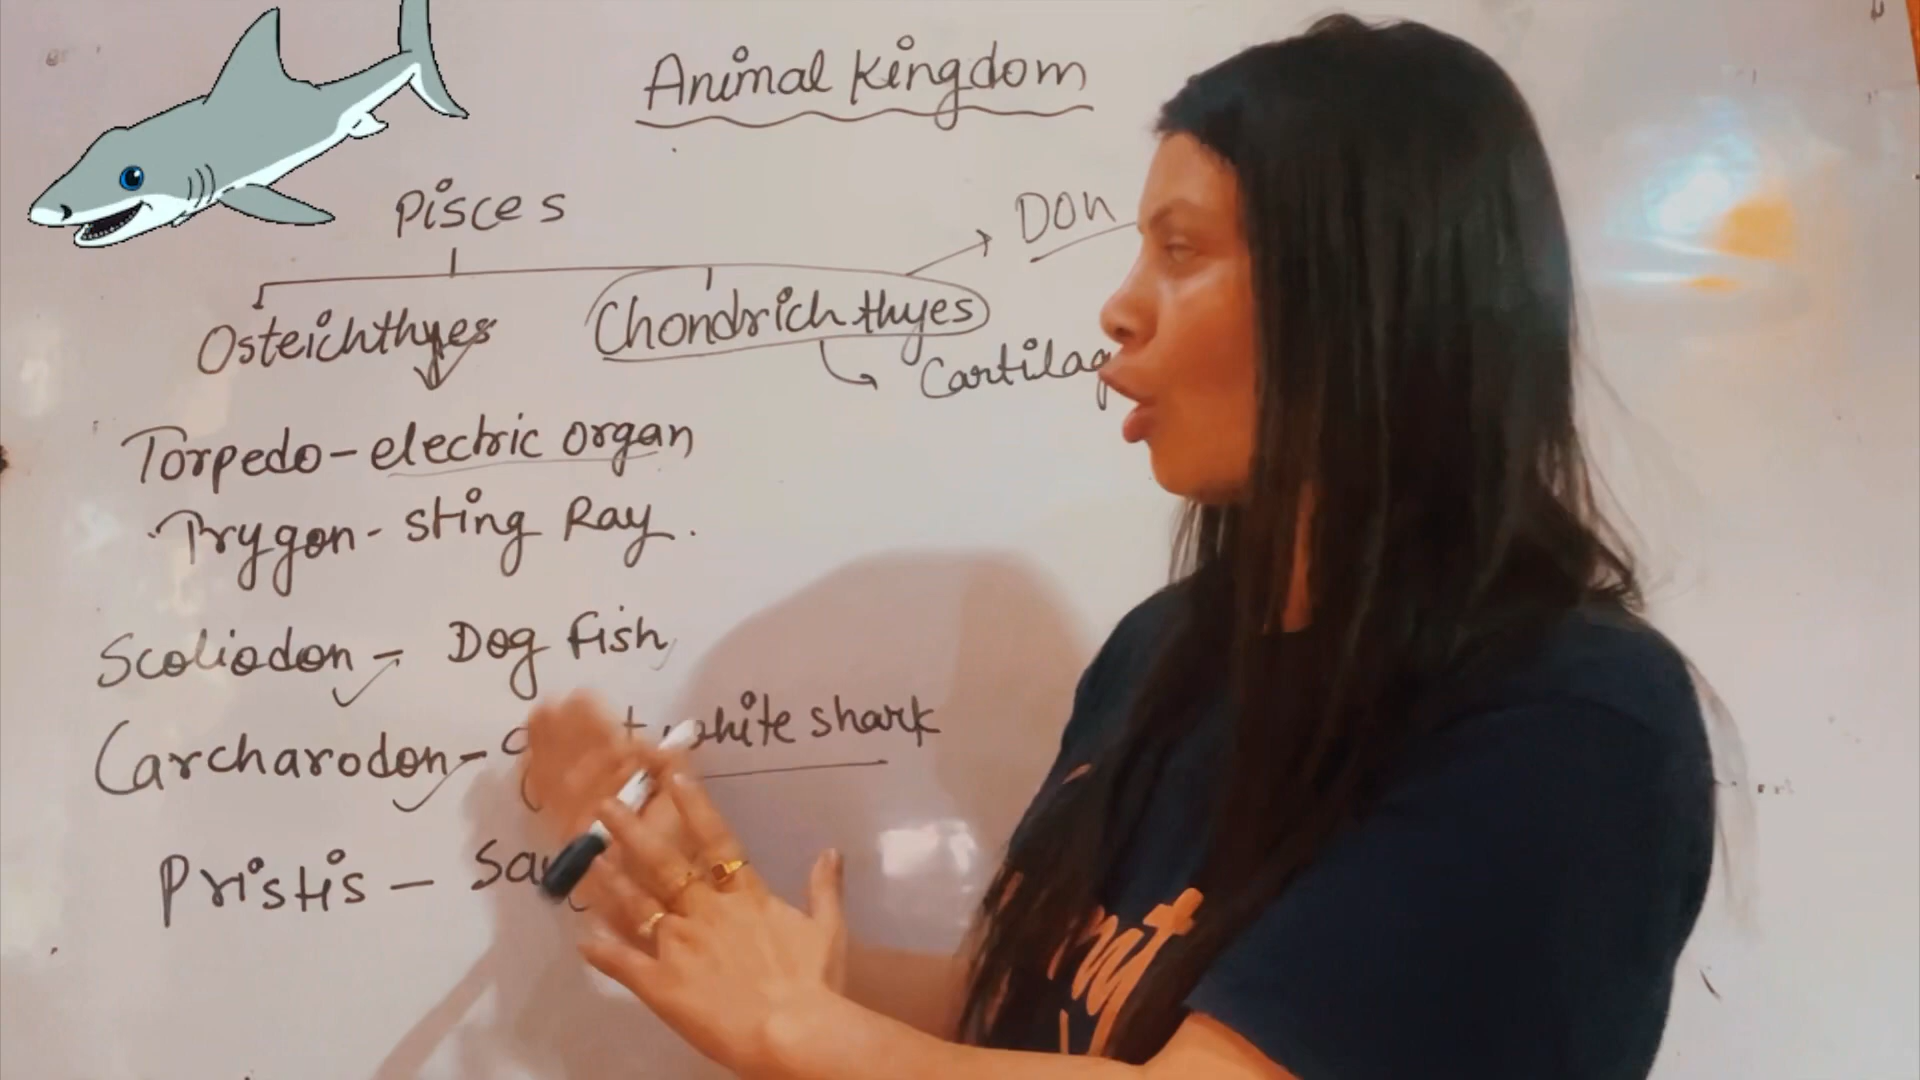 Animal Kingdom
Pisces
Don
Osteichthyes
Chondrichthyes
Torpedo - electric organ
Trygon - sting Ray.
Scoliodon - Dog fish
Carcharodon - white shark
Pristis -